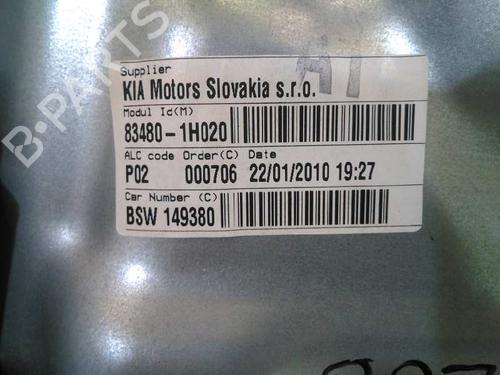 A1
Supplier
KIA Motors Slovakia s.r.o.
Modul Id(M)
83480-1H020
ALC code Order(C) Date
P02 000706 22/01/2010 19:27
Car Number (C)
BSW 149380
B-PARTS